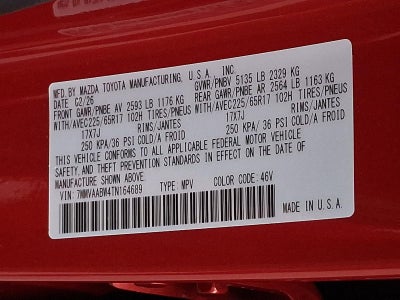 MFD. BY MAZDA TOYOTA MANUFACTURING, U.S.A., INC.
DATE 02/26 GVWR/PNBV 5135 LB 2329 KG
FRONT GAWR/PNBE AV 2593 LB 1176 KG REAR GAWR/PNBE AR 2564 LB 1163 KG
WITH/AVEC225/65R17 102H TIRES/PNEUS WITH/AVEC225/65R17 102H TIRES/PNEUS
17X7J RIMS/JANTES 17X7J RIMS/JANTES
250 KPA/36 PSI COLD/A FROID 250 KPA/36 PSI COLD/A FROID
THIS VEHICLE CONFORMS TO ALL APPLICABLE FEDERAL MOTOR VEHICLE
SAFETY, AND THEFT PREVENTION STANDARDS IN EFFECT ON THE DATE OF
MANUFACTURE SHOWN ABOVE.
VIN: 7MMVAABW4TN164689 TYPE: MPV COLOR CODE: 46V
MADE IN U.S.A.